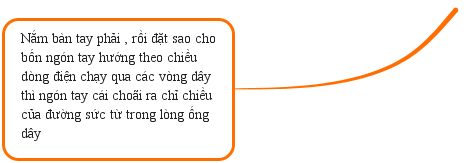 Nắm bàn tay phải , rồi đặt sao cho
bốn ngón tay hướng theo chiều
dòng điện chạy qua các vòng dây
thì ngón tay cái choãi ra chỉ chiều
của đường sức từ trong lòng ống
dây